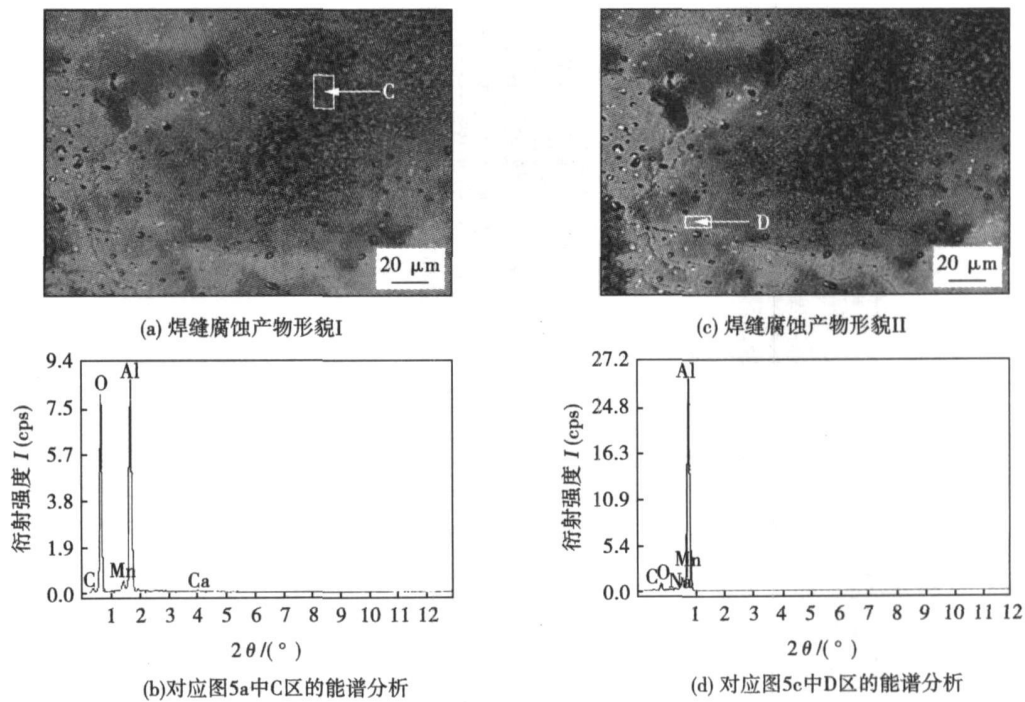 C
20 μm
(a) 焊缝腐蚀产物形貌I
D
20 μm
(c) 焊缝腐蚀产物形貌II
9.4
7.5
5.7
3.8
1.9
0.0
衍射强度 I (cps)
C
O
Mn
Al
Ca
1 2 3 4 5 6 7 8 9 10 11 12
2θ/(°)
(b)对应图5a中C区的能谱分析
27.2
24.8
16.3
10.9
5.4
0.0
衍射强度 I (cps)
Al
Mn
C O
1 2 3 4 5 6 7 8 9 10 11 12
2θ/(°)
(d) 对应图5c中D区的能谱分析